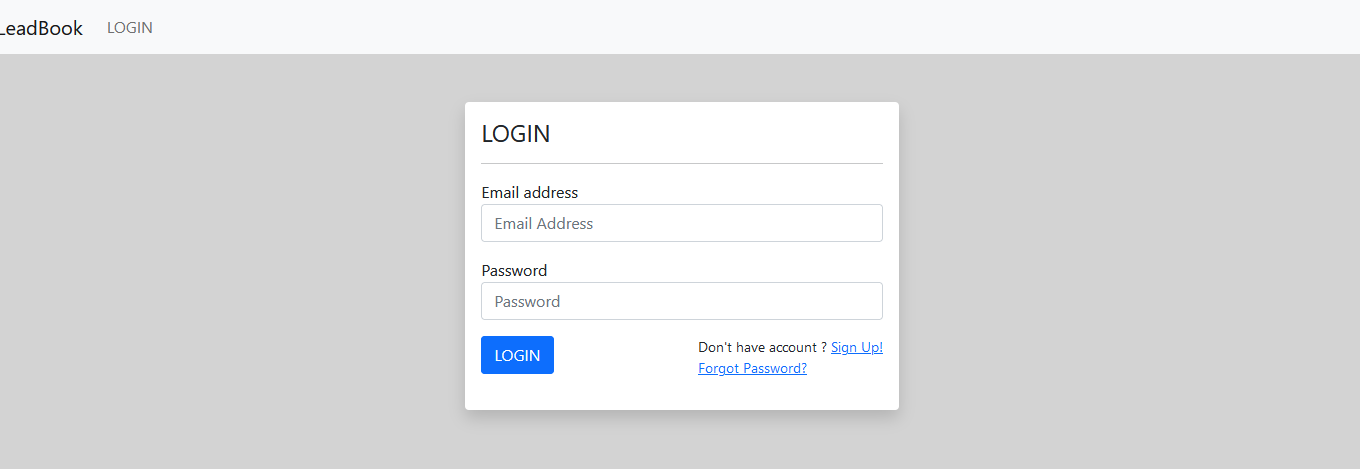 LeadBook LOGIN
LOGIN
Email address
Email Address
Password
Password
LOGIN
Don't have account ? Sign Up!
Forgot Password?